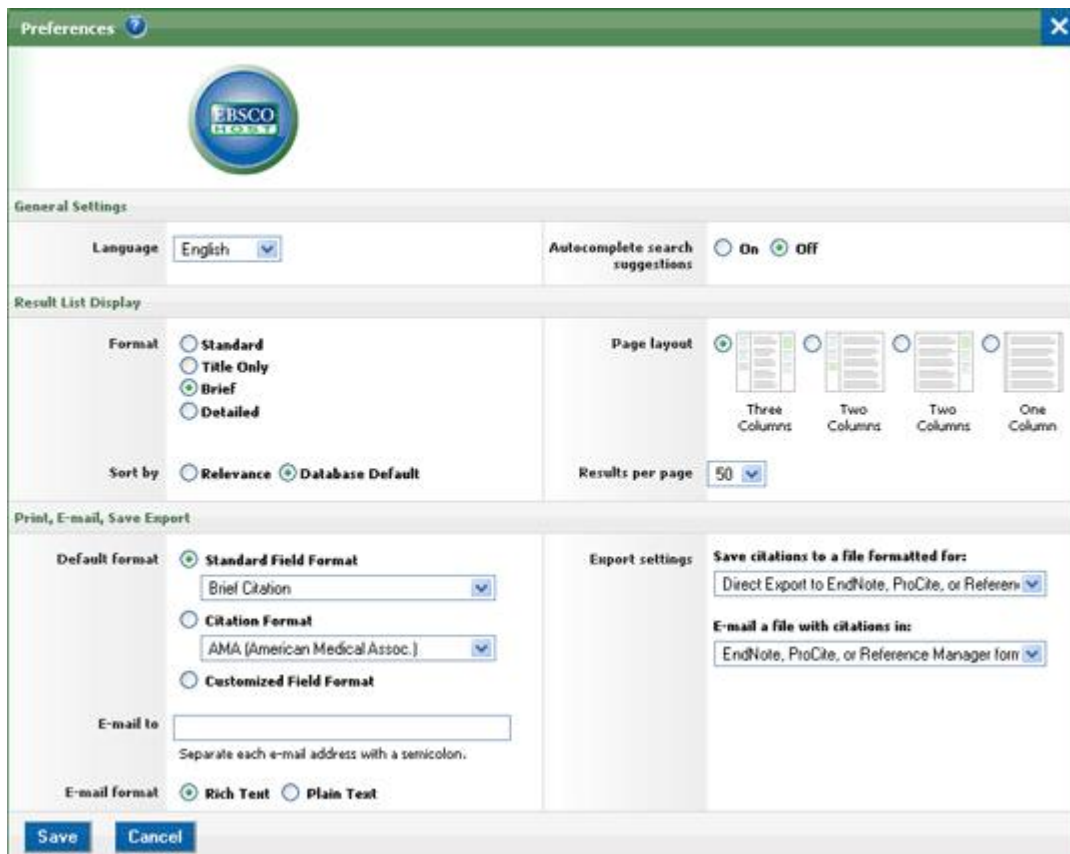 Preferences ?
EBSCO
HOST
General Settings
Language English
Autocomplete search
suggestions
On Off
Result List Display
Format
Standard
Title Only
Brief
Detailed
Page layout
Three
Columns
Two
Columns
Two
Columns
One
Column
Sort by Relevance Database Default
Results per page 50
Print, E-mail, Save Export
Default format Standard Field Format
Brief Citation
Citation Format
AMA (American Medical Assoc.)
Customized Field Format
E-mail to
Separate each e-mail address with a semicolon.
E-mail format Rich Text Plain Text
Export settings
Save citations to a file formatted for:
Direct Export to EndNote, ProCite, or Referen
E-mail a file with citations in:
EndNote, ProCite, or Reference Manager form
Save Cancel